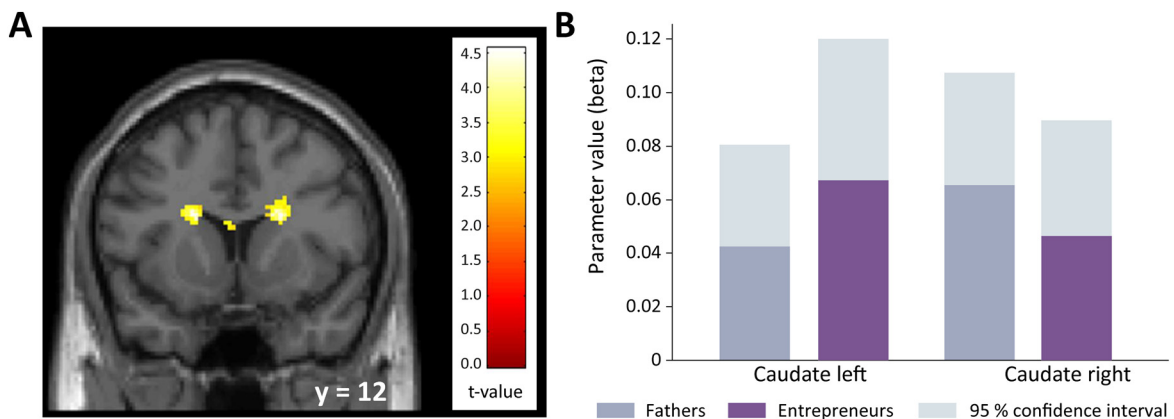 A
4.5
4.0
3.5
3.0
2.5
2.0
1.5
1.0
0.5
0.0
t-value
y = 12
B
Parameter value (beta)
0.12
0.10
0.08
0.06
0.04
0.02
0
Caudate left
Caudate right
Fathers
Entrepreneurs
95 % confidence interval